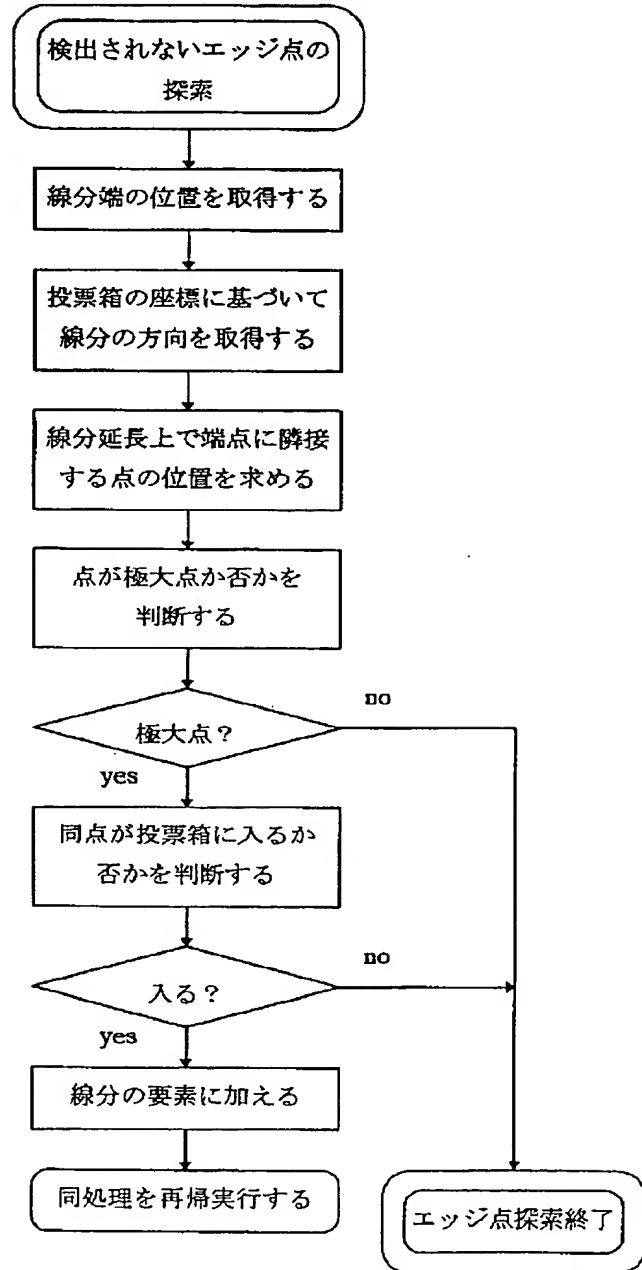 検出されないエッジ点の
探索
線分端の位置を取得する
投票箱の座標に基づいて
線分の方向を取得する
線分延長上で端点に隣接
する点の位置を求める
点が極大点か否かを
判断する
極大点?
no
yes
同点が投票箱に入るか
否かを判断する
入る?
no
yes
線分の要素に加える
同処理を再帰実行する
エッジ点探索終了